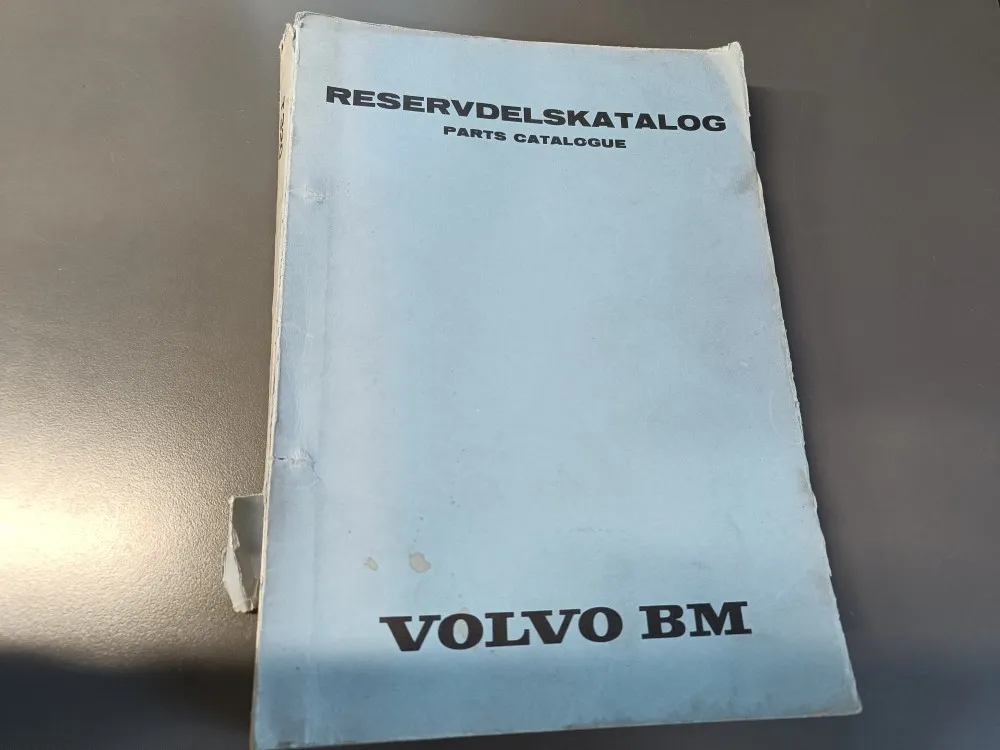 RESERVDELSKATALOG
PARTS CATALOGUE
VOLVO BM